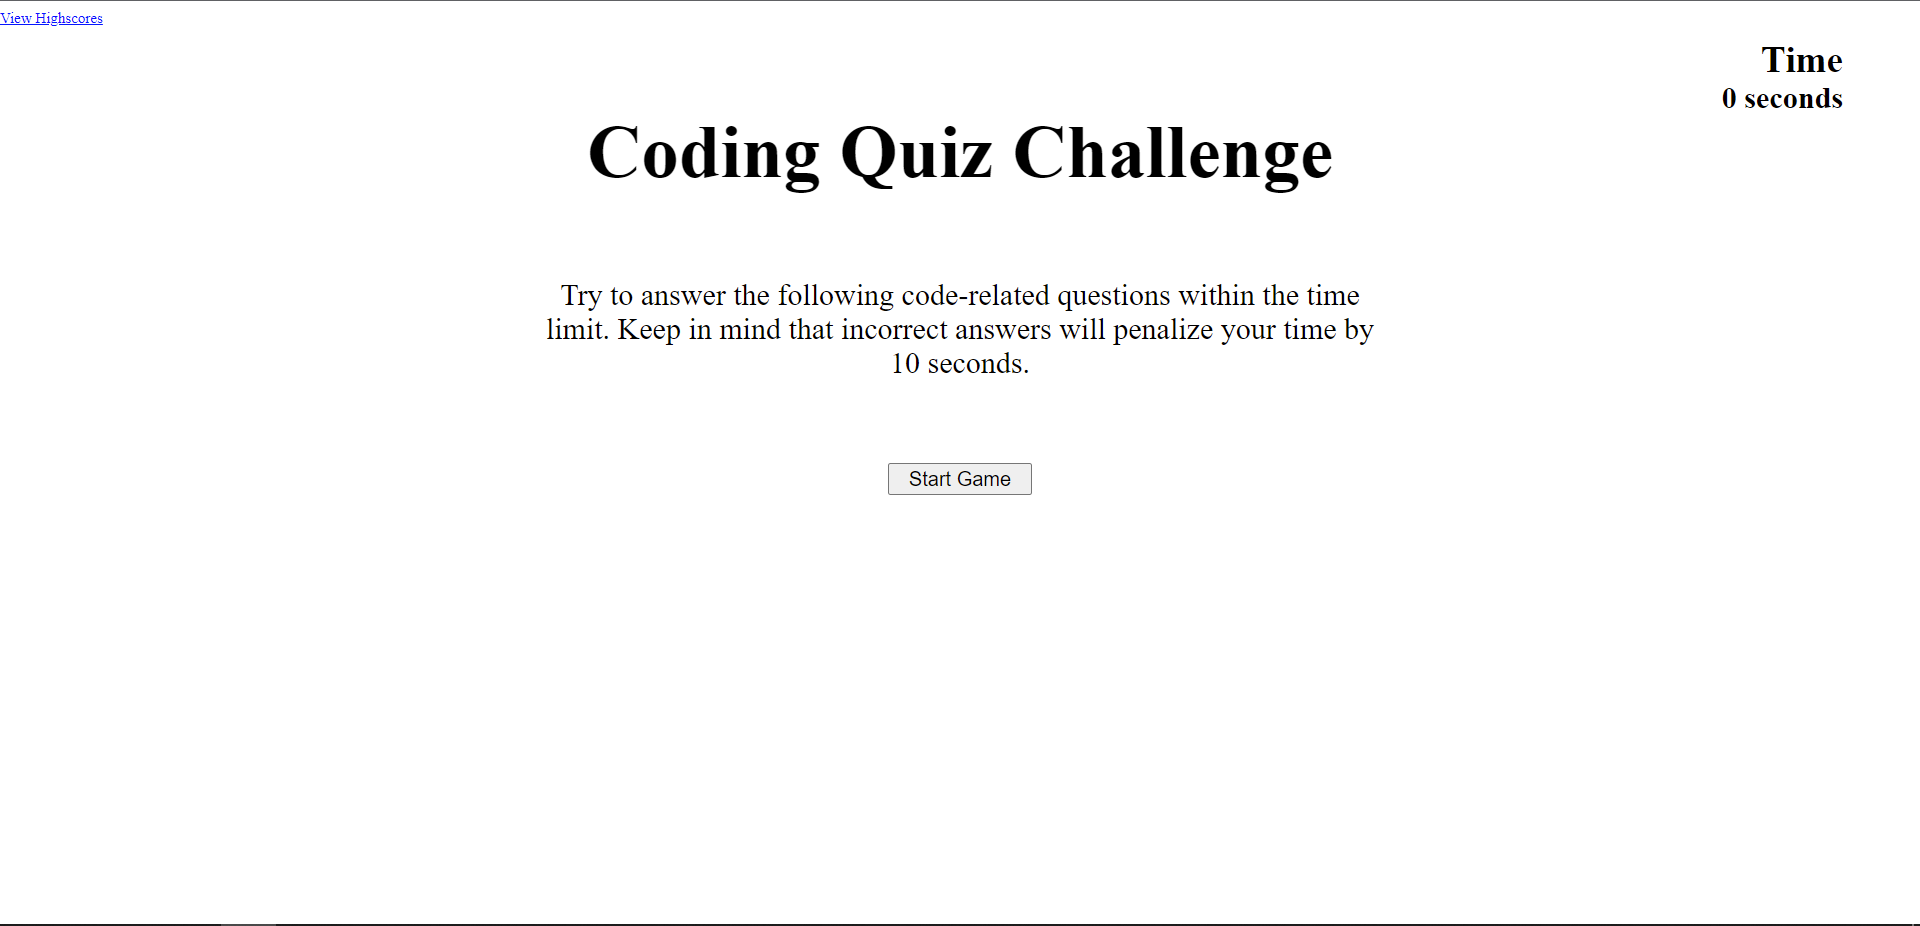 View Highscores
Time
0 seconds
Coding Quiz Challenge
Try to answer the following code-related questions within the time
limit. Keep in mind that incorrect answers will penalize your time by
10 seconds.
Start Game